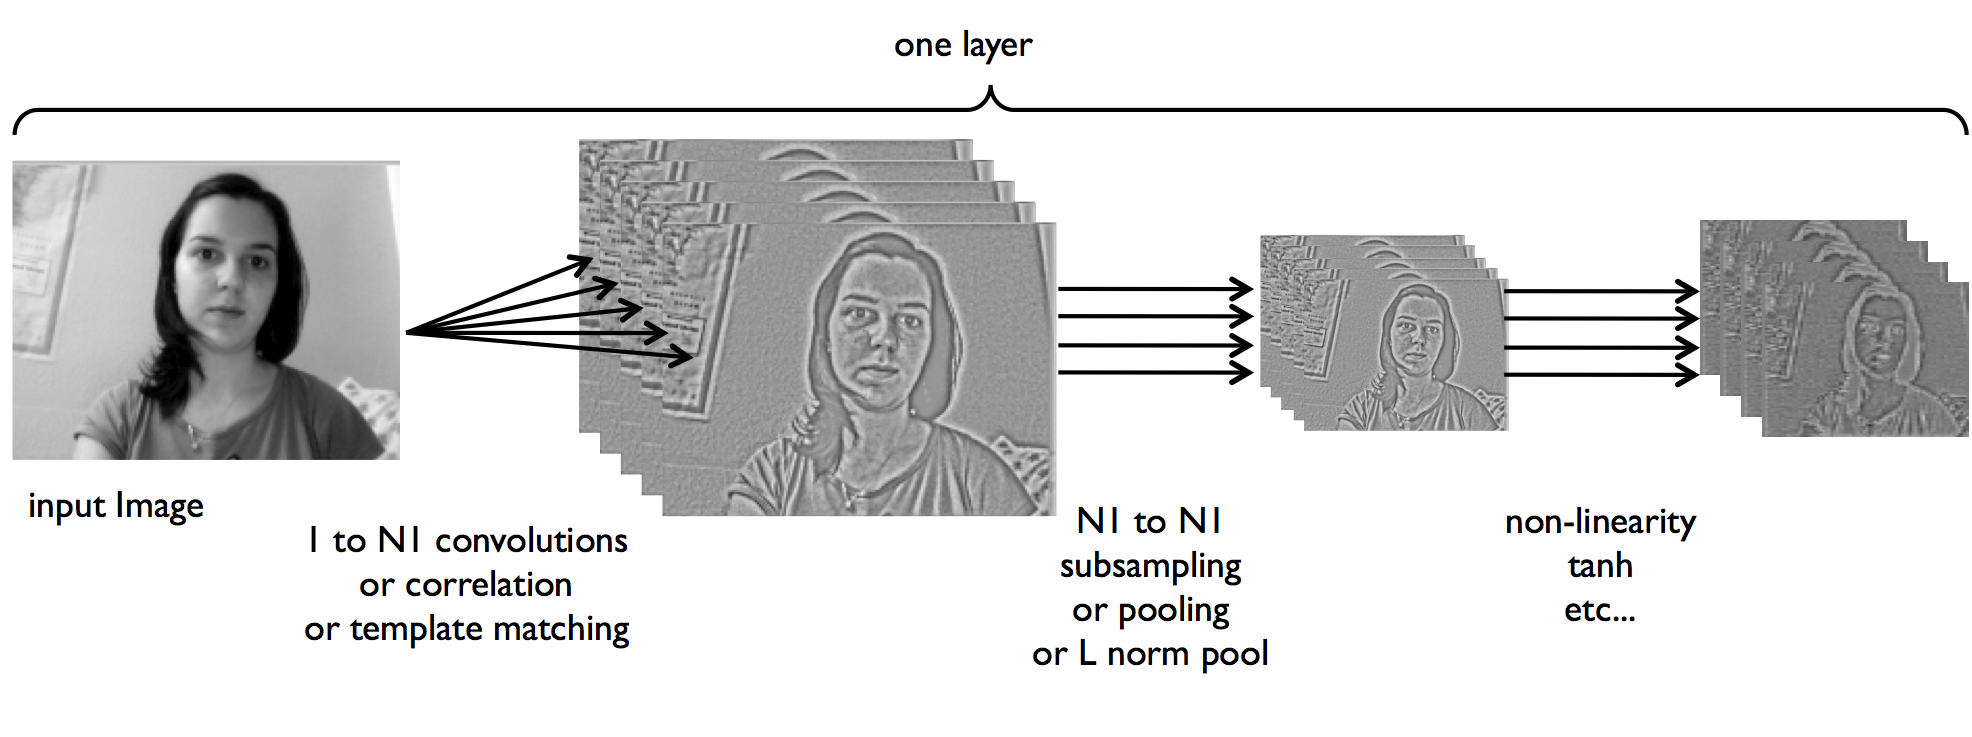 one layer
input Image
1 to N1 convolutions
or correlation
or template matching
N1 to N1
subsampling
or pooling
or L norm pool
non-linearity
tanh
etc...